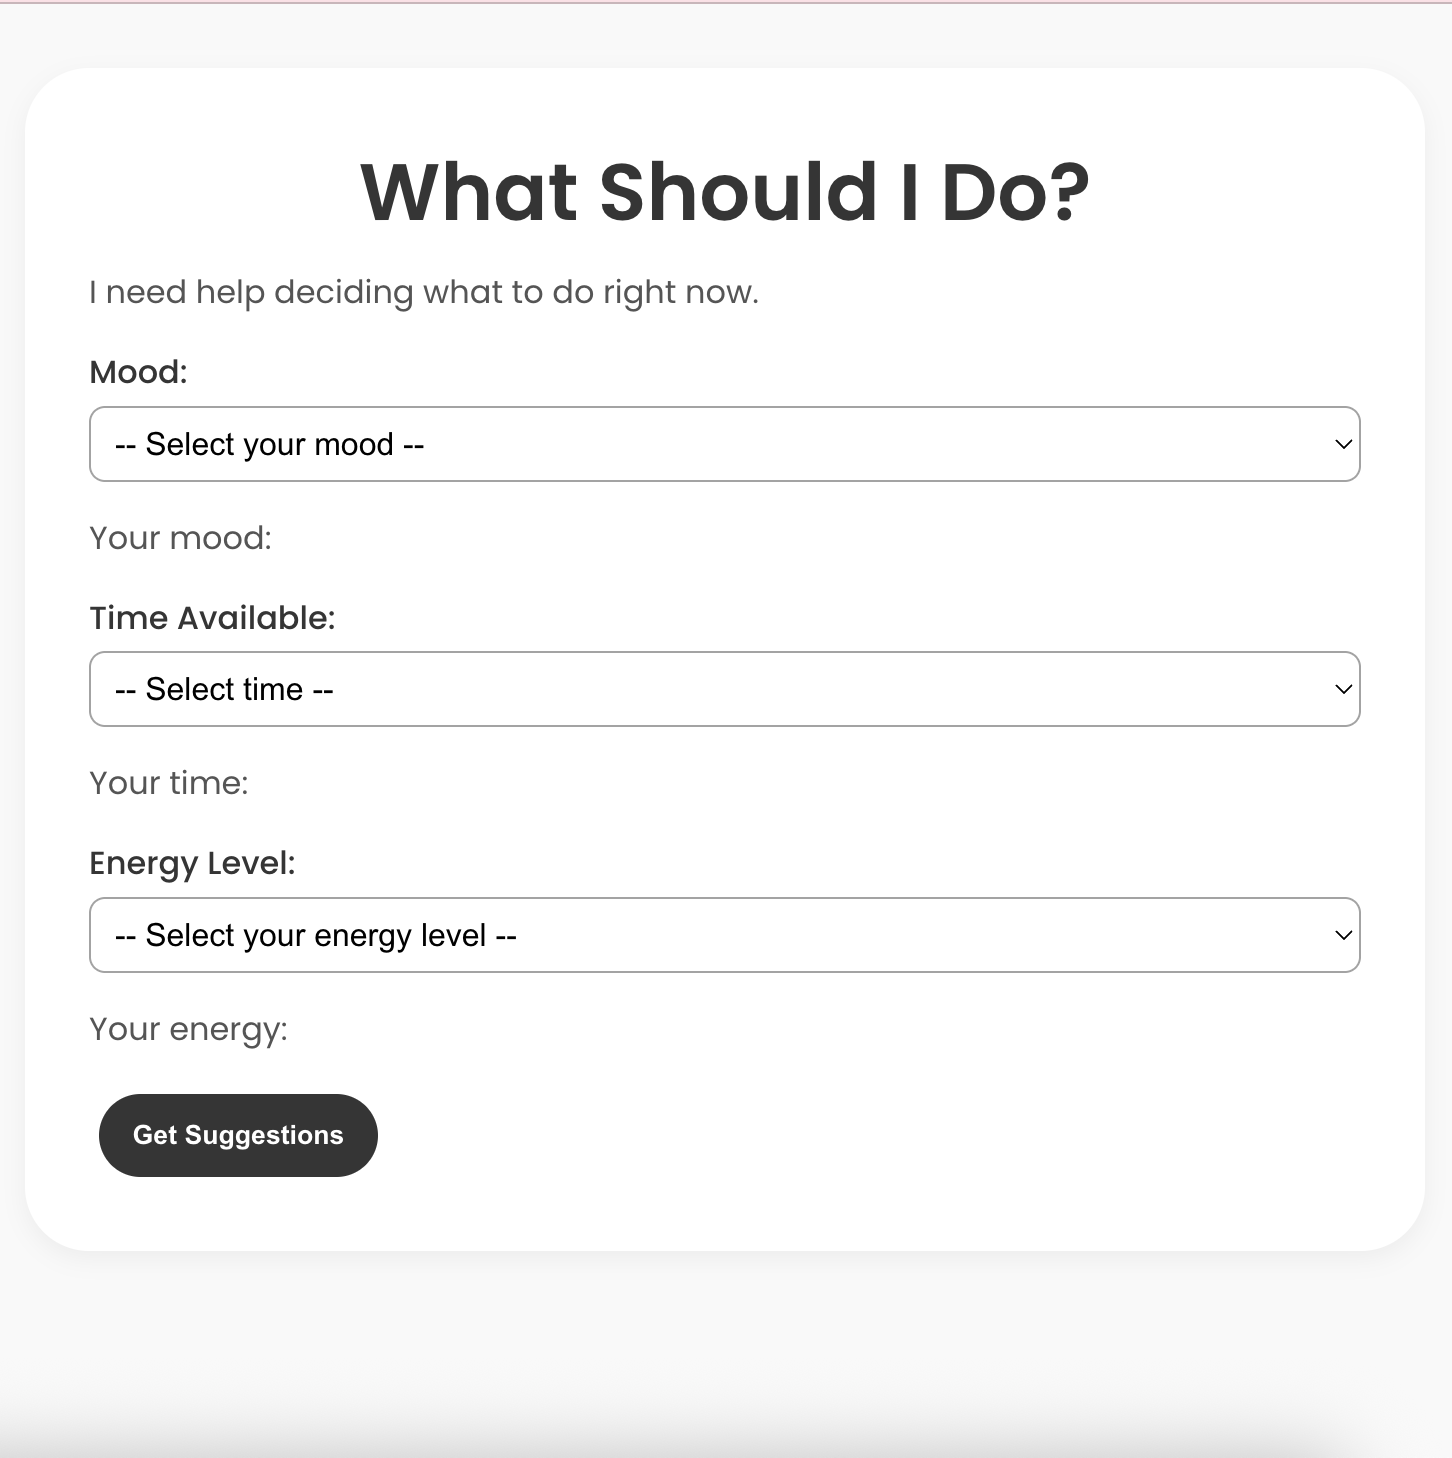 What Should I Do?
I need help deciding what to do right now.
Mood:
-- Select your mood --
Your mood:
Time Available:
-- Select time --
Your time:
Energy Level:
-- Select your energy level --
Your energy:
Get Suggestions